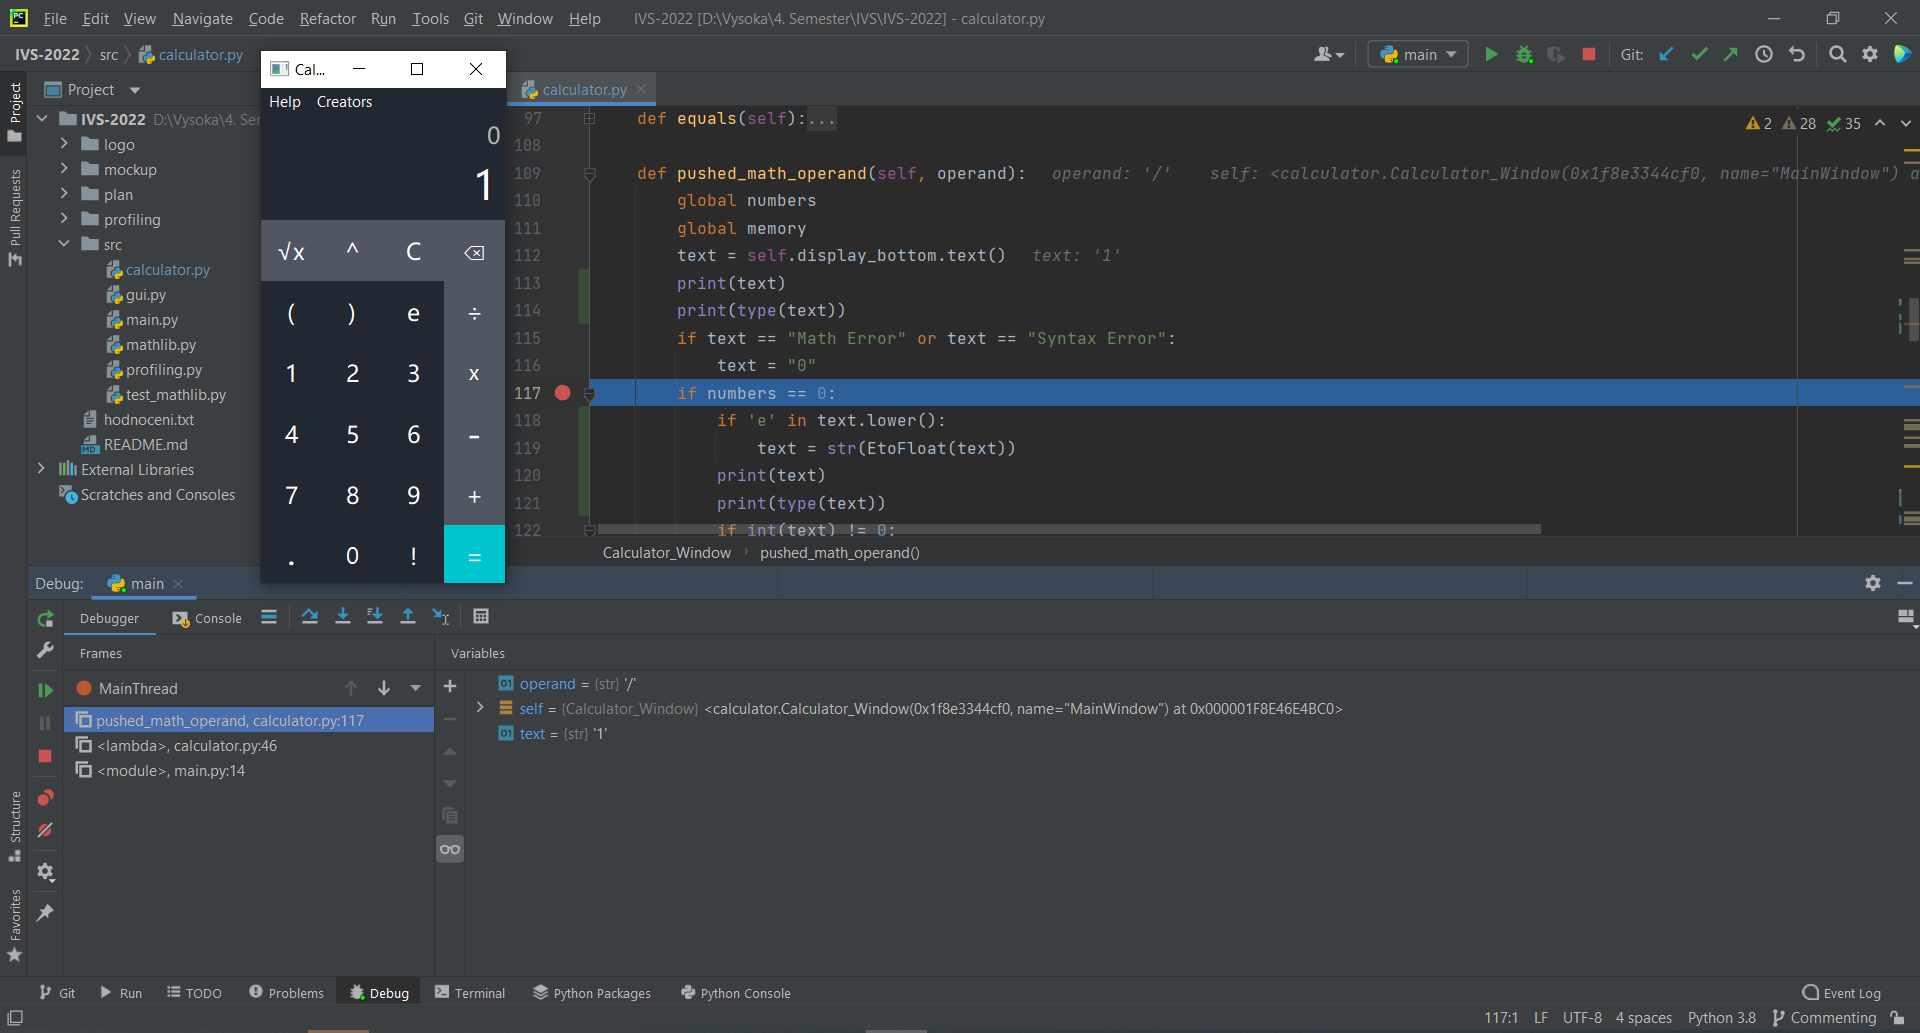 File Edit View Navigate Code Refactor Run Tools Git Window Help IVS-2022 [D:\Vysoka\4. Semester\IVS\IVS-2022] - calculator.py
IVS-2022 src calculator.py
main Git:
Project
Pull Requests
Structure
Favorites
Project
IVS-2022 D:\Vysoka\4. Ser
logo
mockup
plan
profiling
src
calculator.py
gui.py
main.py
mathlib.py
profiling.py
test_mathlib.py
hodnoceni.txt
README.md
External Libraries
Scratches and Consoles
Cal...
Help Creators
0
1
√x ^ C
( ) e ÷
1 2 3 x
4 5 6 -
7 8 9 +
. 0 ! =
calculator.py
2 28 35
97 def equals(self):...
108
109 def pushed_math_operand(self, operand): operand: '/' self: <calculator.Calculator_Window(0x1f8e3344cf0, name="MainWindow") a
110 global numbers
111 global memory
112 text = self.display_bottom.text() text: '1'
113 print(text)
114 print(type(text))
115 if text == "Math Error" or text == "Syntax Error":
116 text = "0"
117 if numbers == 0:
118 if 'e' in text.lower():
119 text = str(EtoFloat(text))
120 print(text)
121 print(type(text))
122 if int(text) != 0:
Calculator_Window pushed_math_operand()
Debug: main
Debugger Console
Frames
MainThread
pushed_math_operand, calculator.py:117
<lambda>, calculator.py:46
<module>, main.py:14
Variables
operand = {str} '/'
self = {Calculator_Window} <calculator.Calculator_Window(0x1f8e3344cf0, name="MainWindow") at 0x000001F8E46E4BC0>
text = {str} '1'
Git Run TODO Problems Debug Terminal Python Packages Python Console Event Log
117:1 LF UTF-8 4 spaces Python 3.8 Commenting